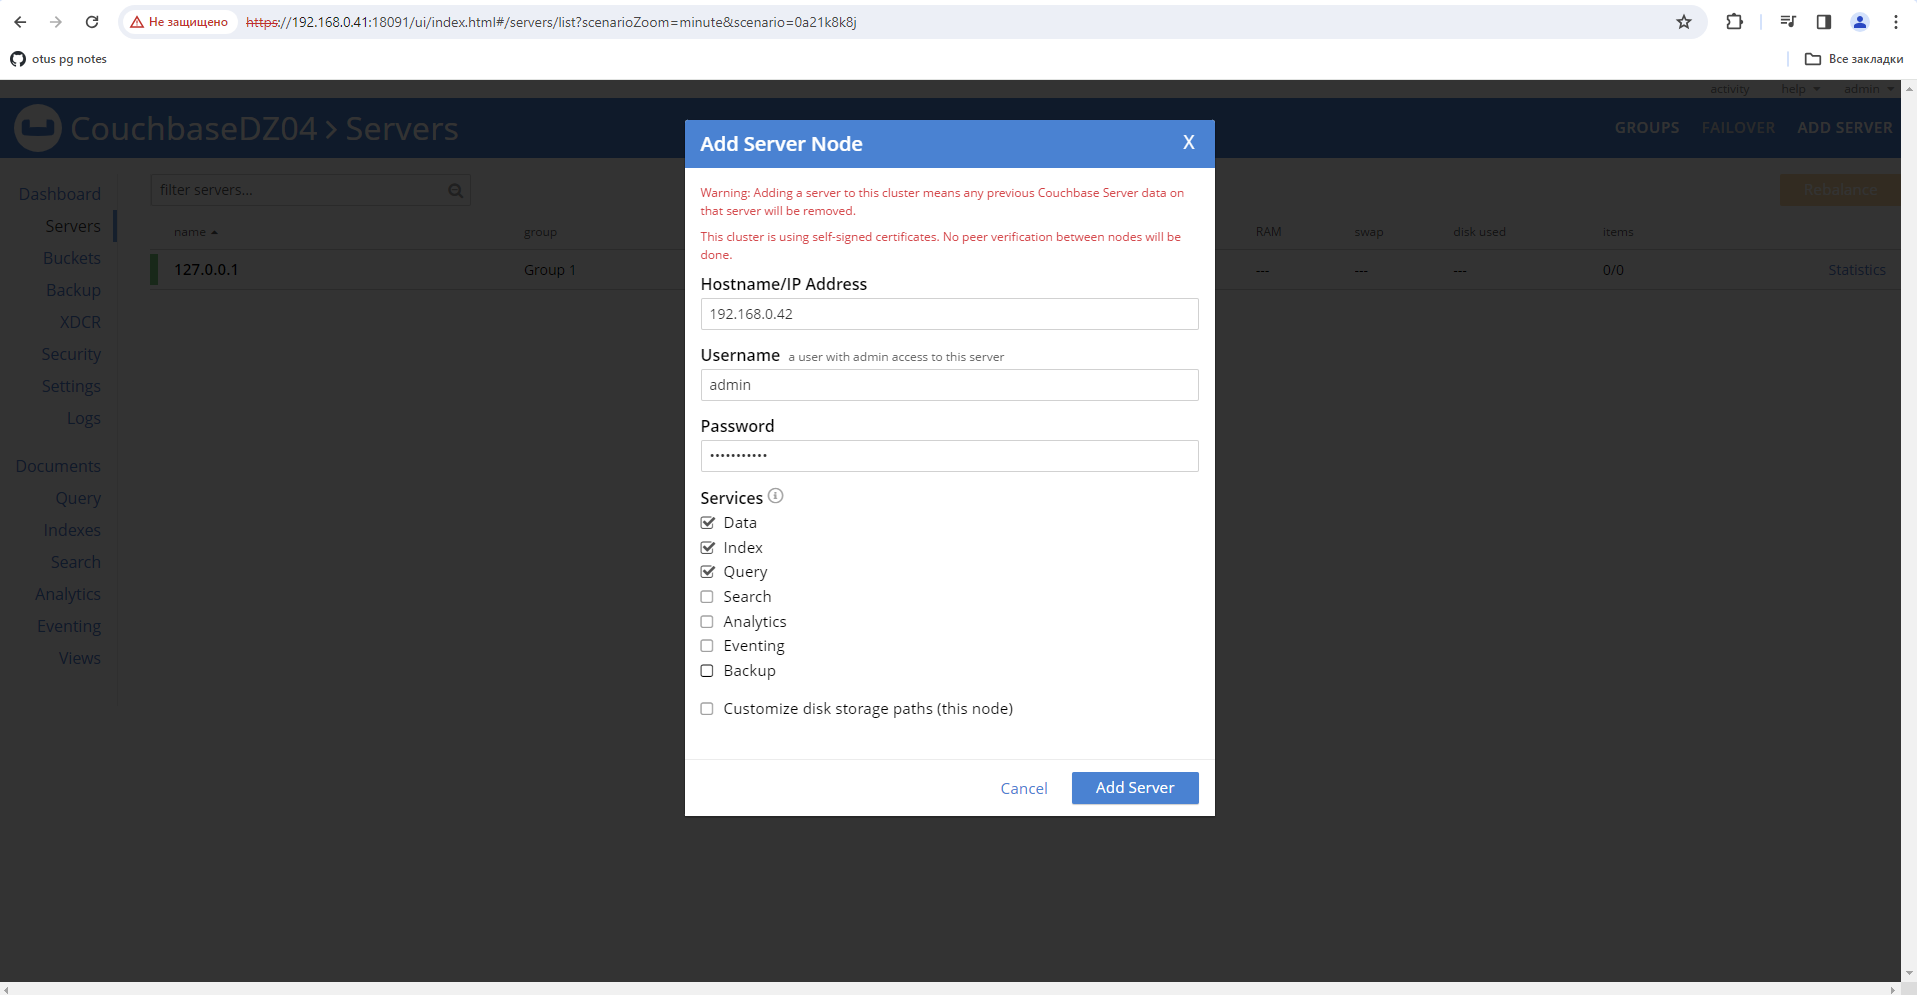 Не защищено https://192.168.0.41:18091/ui/index.html#/servers/list?scenarioZoom=minute&scenario=0a21k8k8j
otus pg notes
Все закладки
activity help admin
CouchbaseDZ04 > Servers
GROUPS FAILOVER ADD SERVER
Dashboard
Servers
Buckets
Backup
XDCR
Security
Settings
Logs
Documents
Query
Indexes
Search
Analytics
Eventing
Views
filter servers...
Rebalance
name group RAM swap disk used items
127.0.0.1 Group 1 --- --- --- 0/0 Statistics
Add Server Node X
Warning: Adding a server to this cluster means any previous Couchbase Server data on
that server will be removed.
This cluster is using self-signed certificates. No peer verification between nodes will be
done.
Hostname/IP Address
192.168.0.42
Username a user with admin access to this server
admin
Password
•••••••••••
Services
Data
Index
Query
Search
Analytics
Eventing
Backup
Customize disk storage paths (this node)
Cancel Add Server